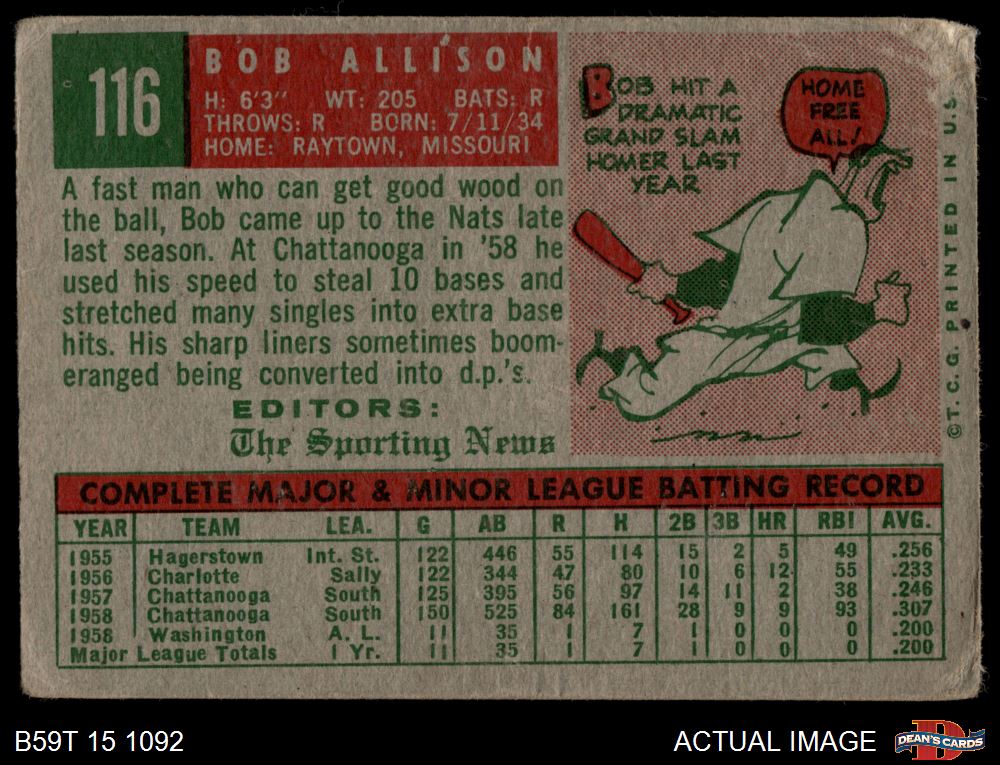 116
BOB ALLISON
H: 6'3" WT: 205 BATS: R
THROWS: R BORN: 7/11/34
HOME: RAYTOWN, MISSOURI
A fast man who can get good wood on
the ball, Bob came up to the Nats late
last season. At Chattanooga in '58 he
used his speed to steal 10 bases and
stretched many singles into extra base
hits. His sharp liners sometimes boom-
eranged being converted into d.p.'s.
EDITORS:
The Sporting News
BOB HIT A
DRAMATIC
GRAND SLAM
HOMER LAST
YEAR
HOME
FREE
ALL!
©T.C.G. PRINTED IN U.S.
COMPLETE MAJOR & MINOR LEAGUE BATTING RECORD
YEAR TEAM LEA. G AB R H 2B 3B HR RBI AVG.
1955 Hagerstown Int. St. 122 446 55 114 15 2 5 49 .256
1956 Charlotte Sally 122 344 47 80 10 6 12 55 .233
1957 Chattanooga South 125 395 56 97 14 11 2 38 .246
1958 Chattanooga South 150 525 84 161 28 9 9 93 .307
1958 Washington A. L. 11 35 1 7 1 0 0 0 .200
Major League Totals 1 Yr. 11 35 1 7 1 0 0 0 .200
B59T 15 1092
ACTUAL IMAGE
DEAN'S CARDS